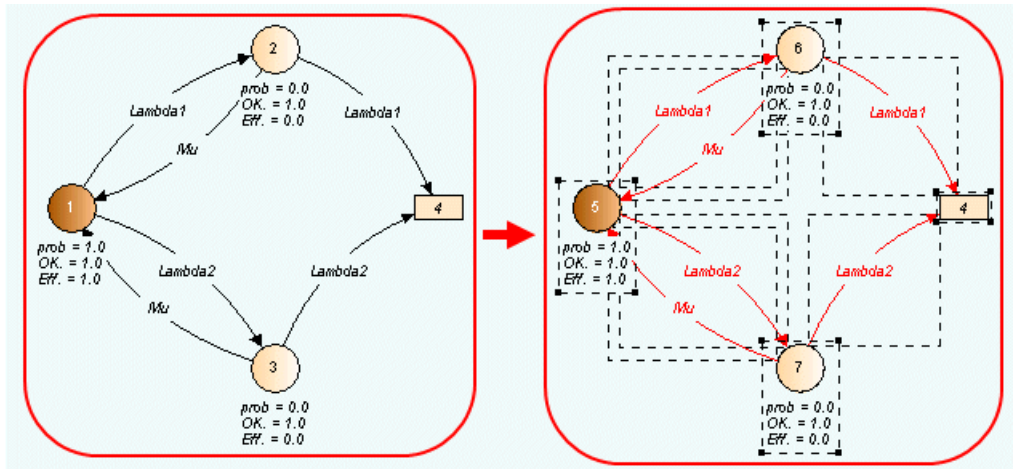 2
prob = 0.0
OK. = 1.0
Eff. = 0.0
Lambda1
Lambda1
Mu
1
prob = 1.0
OK. = 1.0
Eff. = 1.0
4
Lambda2
Lambda2
Mu
3
prob = 0.0
OK. = 1.0
Eff. = 0.0
6
prob = 0.0
OK. = 1.0
Eff. = 0.0
Lambda1
Lambda1
Mu
5
prob = 1.0
OK. = 1.0
Eff. = 1.0
4
Lambda2
Lambda2
Mu
7
prob = 0.0
OK. = 1.0
Eff. = 0.0